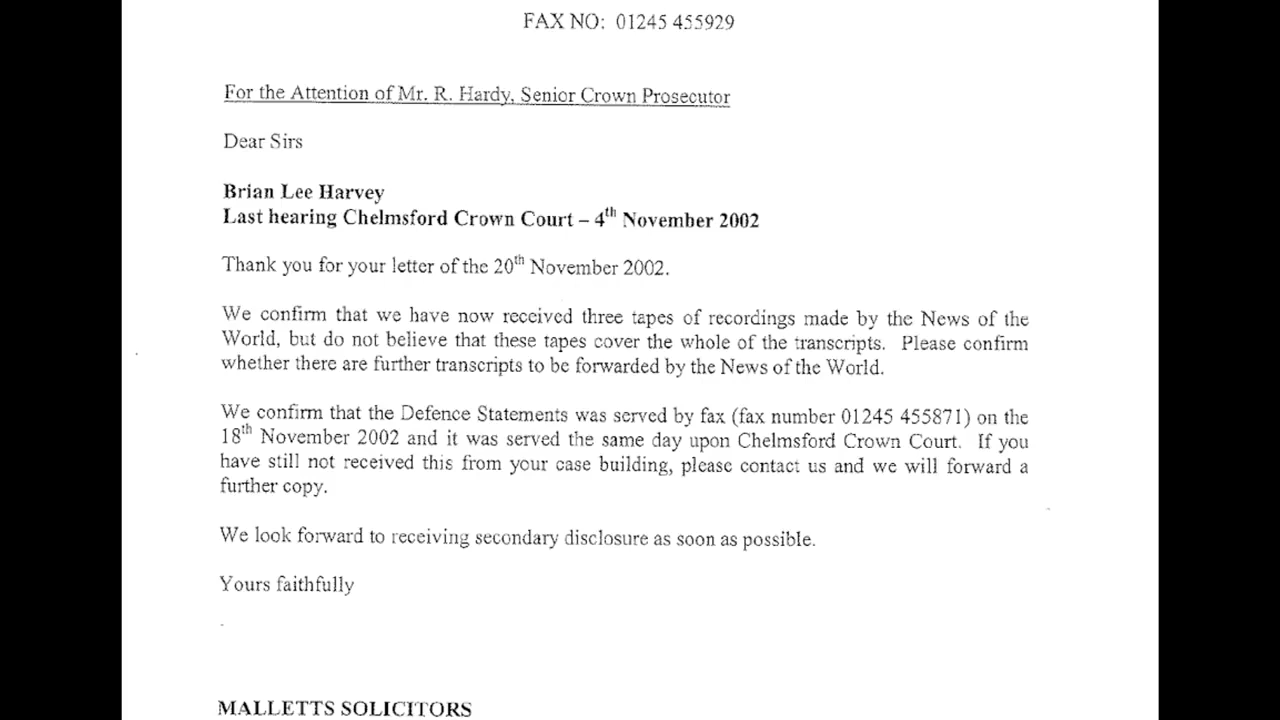 FAX NO: 01245 455929
For the Attention of Mr. R. Hardy, Senior Crown Prosecutor
Dear Sirs
Brian Lee Harvey
Last hearing Chelmsford Crown Court – 4th November 2002
Thank you for your letter of the 20th November 2002.
We confirm that we have now received three tapes of recordings made by the News of the
World, but do not believe that these tapes cover the whole of the transcripts. Please confirm
whether there are further transcripts to be forwarded by the News of the World.
We confirm that the Defence Statements was served by fax (fax number 01245 455871) on the
18th November 2002 and it was served the same day upon Chelmsford Crown Court. If you
have still not received this from your case building, please contact us and we will forward a
further copy.
We look forward to receiving secondary disclosure as soon as possible.
Yours faithfully
MALLETTS SOLICITORS